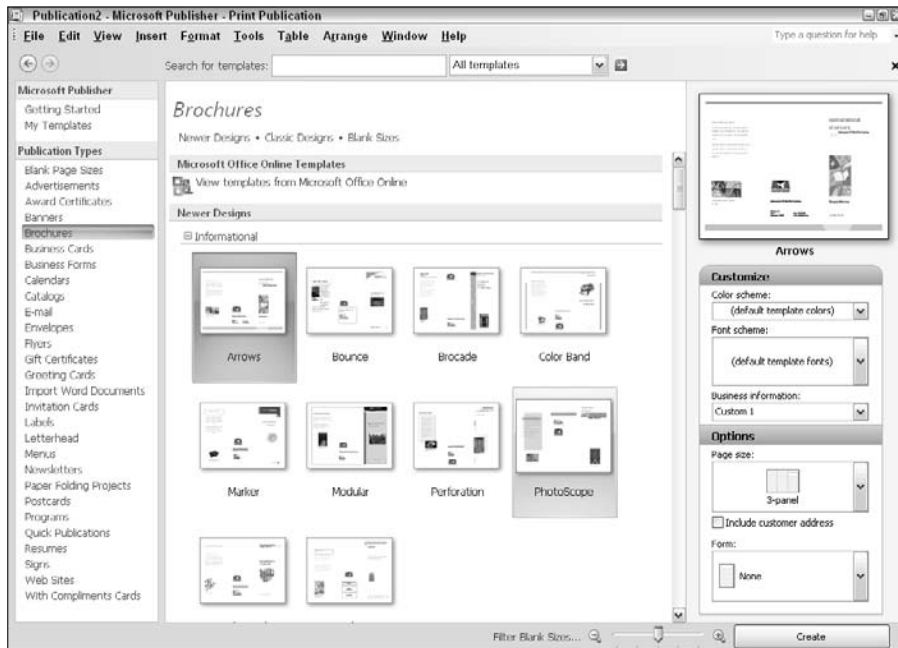 Publication2 - Microsoft Publisher - Print Publication
File Edit View Insert Format Tools Table Arrange Window Help
Type a question for help
Search for templates:
All templates
Microsoft Publisher
Getting Started
My Templates
Publication Types
Blank Page Sizes
Advertisements
Award Certificates
Banners
Brochures
Business Cards
Business Forms
Calendars
Catalogs
E-mail
Envelopes
Flyers
Gift Certificates
Greeting Cards
Import Word Documents
Invitation Cards
Labels
Letterhead
Menus
Newsletters
Paper Folding Projects
Postcards
Programs
Quick Publications
Resumes
Signs
Web Sites
With Compliments Cards
Brochures
Newer Designs • Classic Designs • Blank Sizes
Microsoft Office Online Templates
View templates from Microsoft Office Online
Newer Designs
Informational
Arrows Bounce Brocade Color Band
Marker Modular Perforation PhotoScope
Arrows
Customize
Color scheme:
(default template colors)
Font scheme:
(default template fonts)
Business information:
Custom 1
Options
Page size:
3-panel
Include customer address
Form:
None
Filter Blank Sizes...
Create